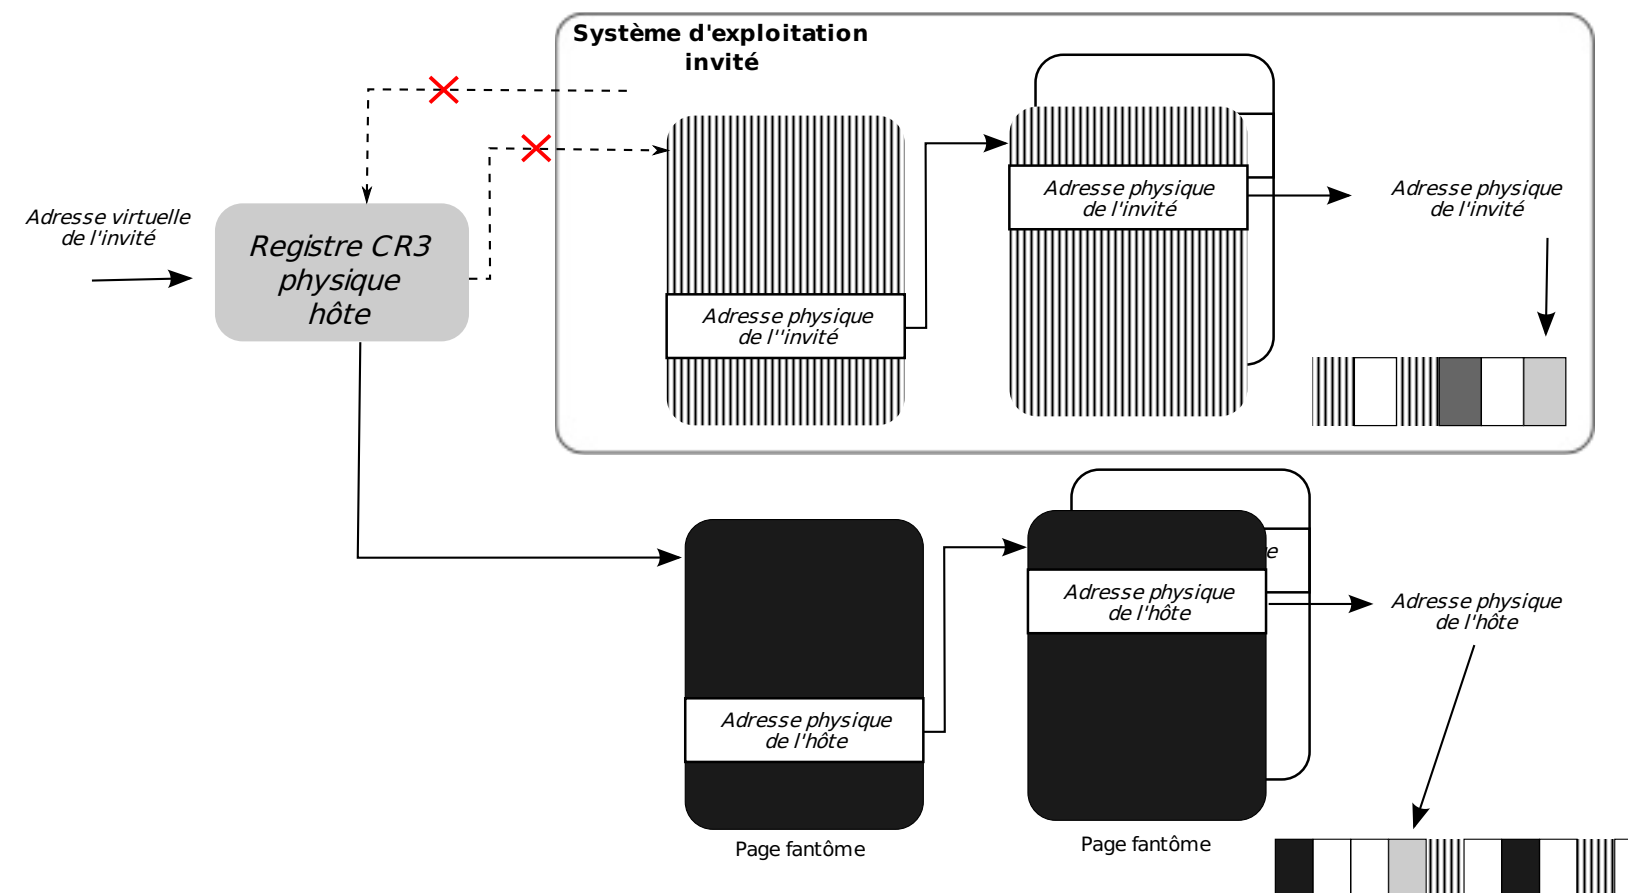 Système d'exploitation
invité
Adresse virtuelle
de l'invité
Registre CR3
physique
hôte
Adresse physique
de l''invité
Adresse physique
de l'invité
Adresse physique
de l'invité
Adresse physique
de l'hôte
Adresse physique
de l'hôte
Adresse physique
de l'hôte
Page fantôme
Page fantôme